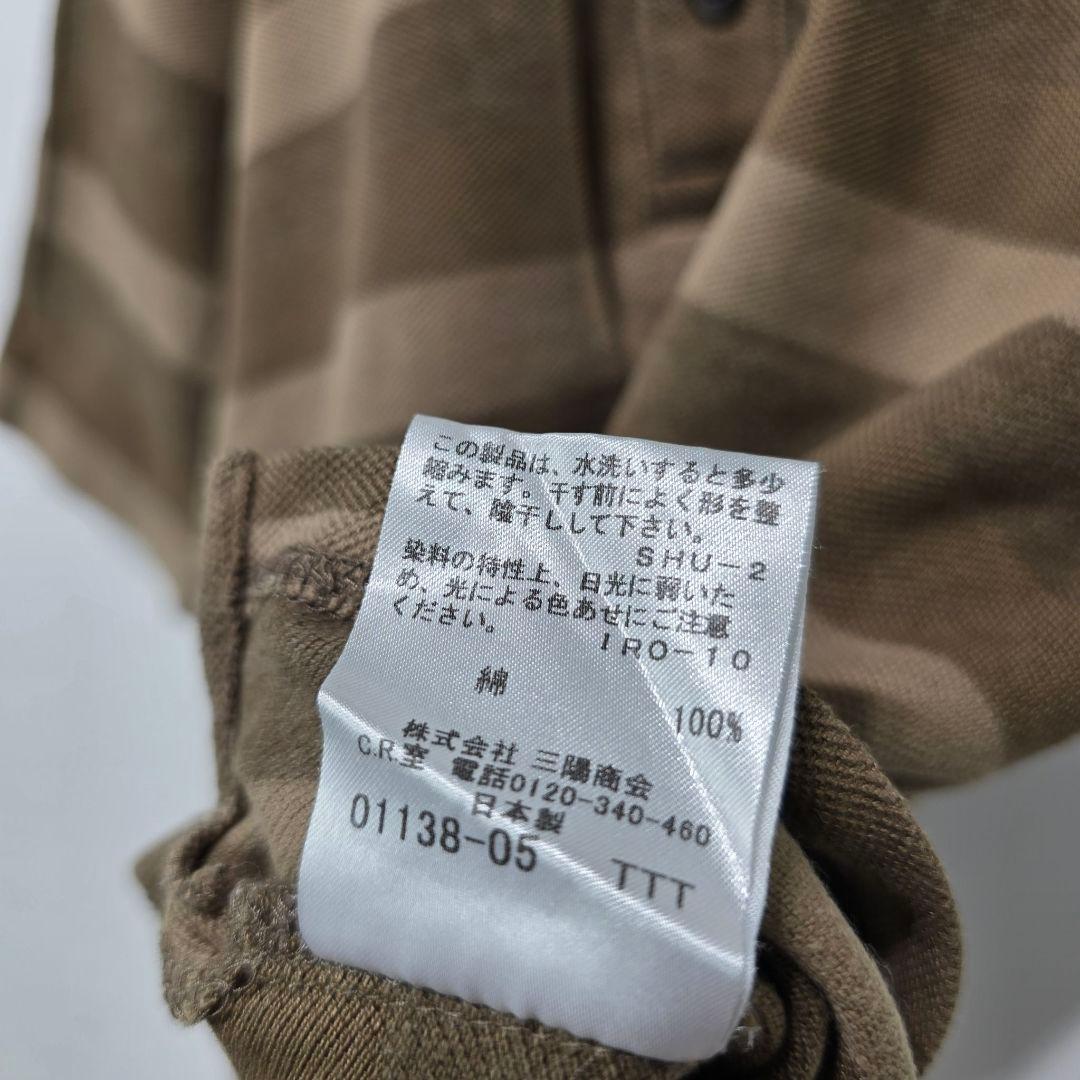 この製品は、水洗いすると多少
縮みます。干す前によく形を整
えて、陰干しして下さい。
SHU-2
染料の特性上、日光に弱いた
め、光による色あせにご注意
ください。
IRO-10
綿 100%
株式会社 三陽商会
C.R.室 電話0120-340-460
日本製
01138-05 TTT